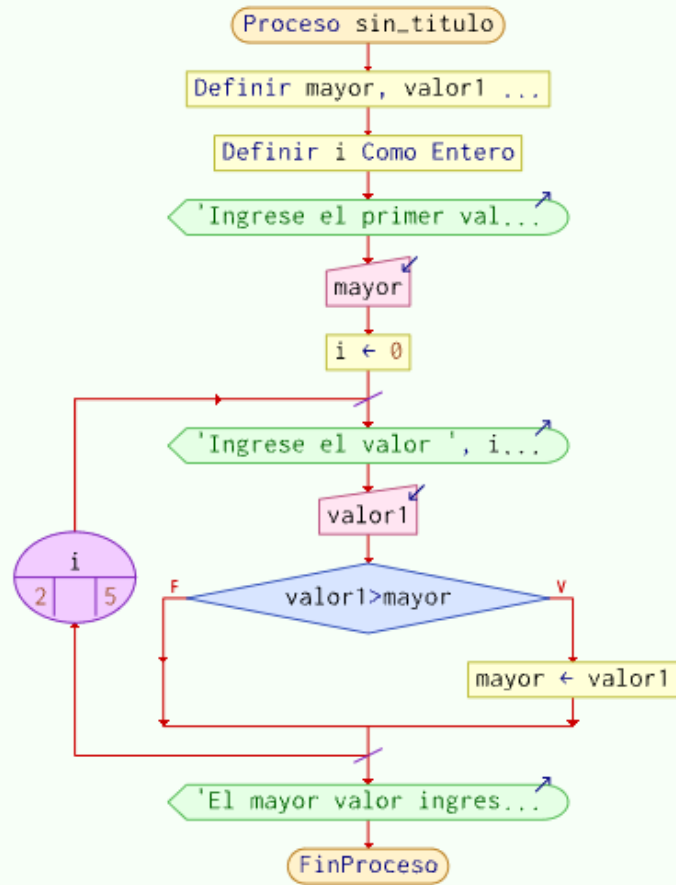 Proceso sin_titulo
Definir mayor, valor1 ...
Definir i Como Entero
'Ingrese el primer val...
mayor
i ← 0
'Ingrese el valor ', i...
valor1
i
2 5
F
valor1>mayor
V
mayor ← valor1
'El mayor valor ingres...
FinProceso